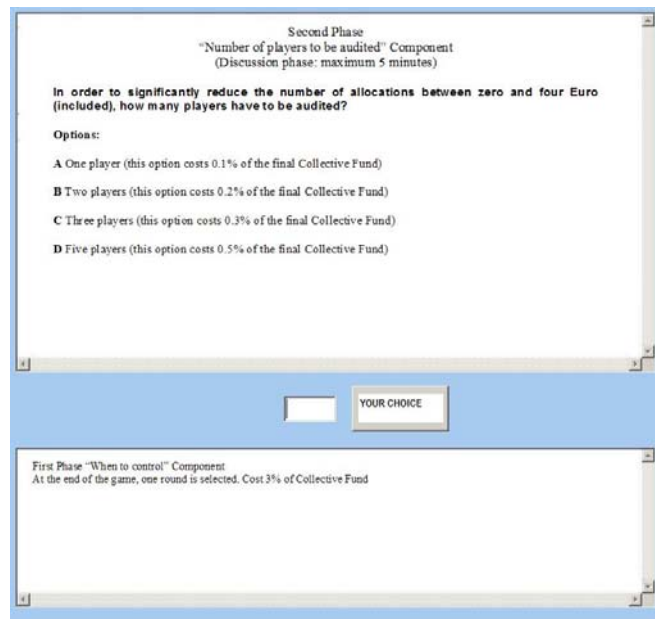 Second Phase
"Number of players to be audited" Component
(Discussion phase: maximum 5 minutes)
In order to significantly reduce the number of allocations between zero and four Euro
(included), how many players have to be audited?
Options:
A One player (this option costs 0.1% of the final Collective Fund)
B Two players (this option costs 0.2% of the final Collective Fund)
C Three players (this option costs 0.3% of the final Collective Fund)
D Five players (this option costs 0.5% of the final Collective Fund)
YOUR CHOICE
First Phase "When to control" Component
At the end of the game, one round is selected. Cost 3% of Collective Fund